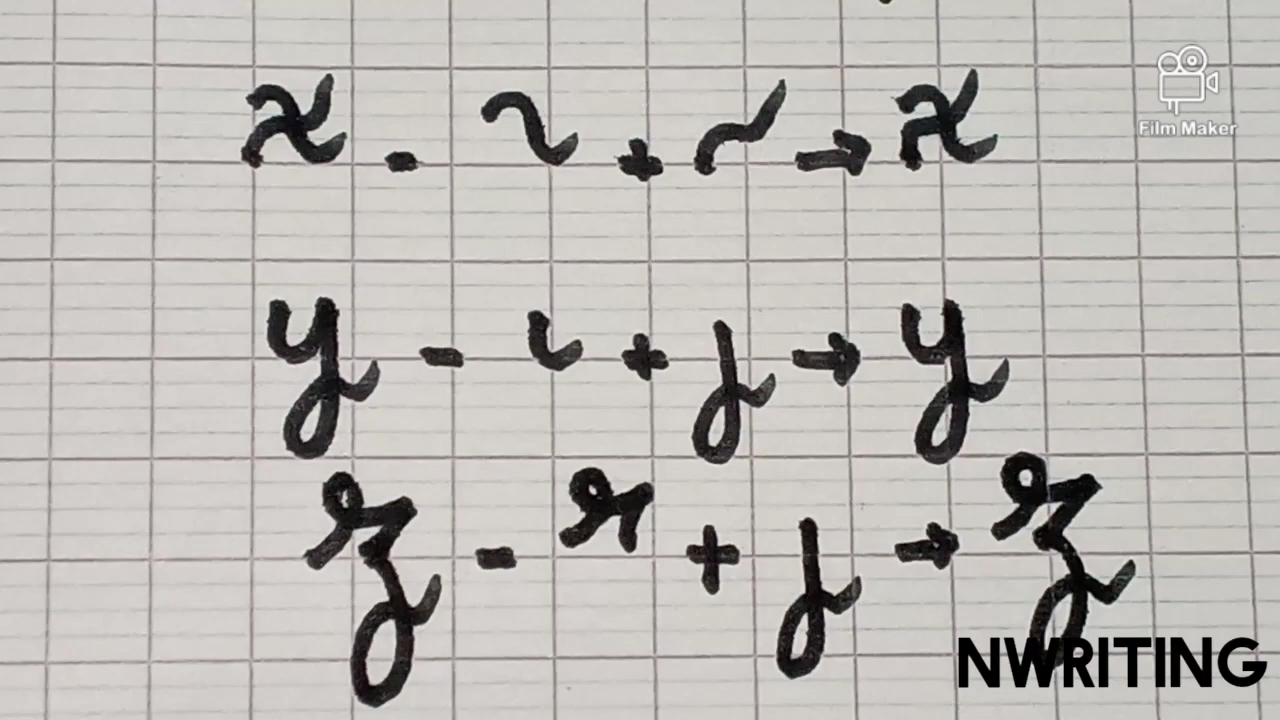 x - ɿ + 󠁮~ → x
y - ι + j → y
z - r + j → z
Film Maker
NWRITING